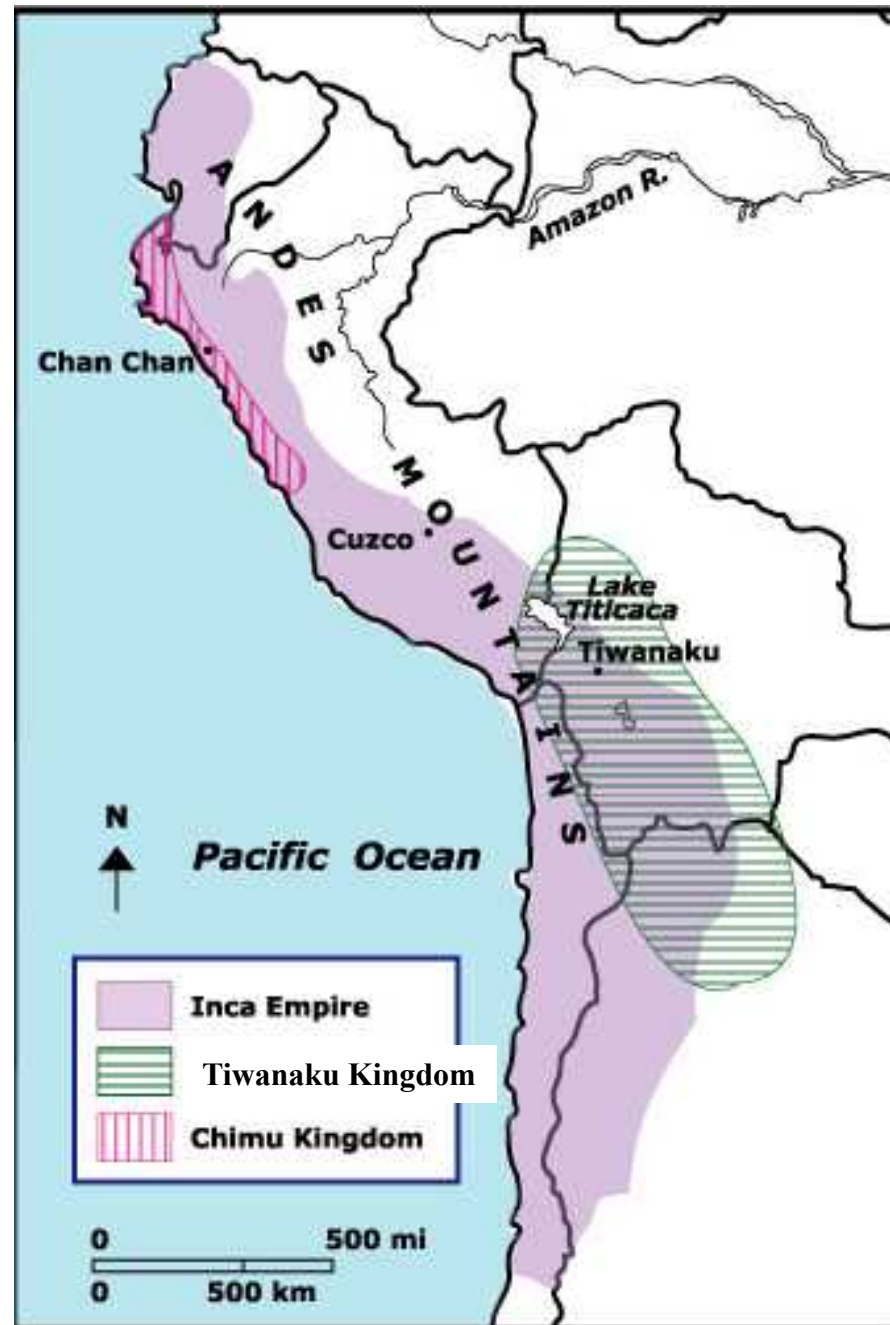 ANDES MOUNTAINS
Amazon R.
Chan Chan
Cuzco
Lake
Titicaca
Tiwanaku
N
Pacific Ocean
Inca Empire
Tiwanaku Kingdom
Chimu Kingdom
0 500 mi
0 500 km